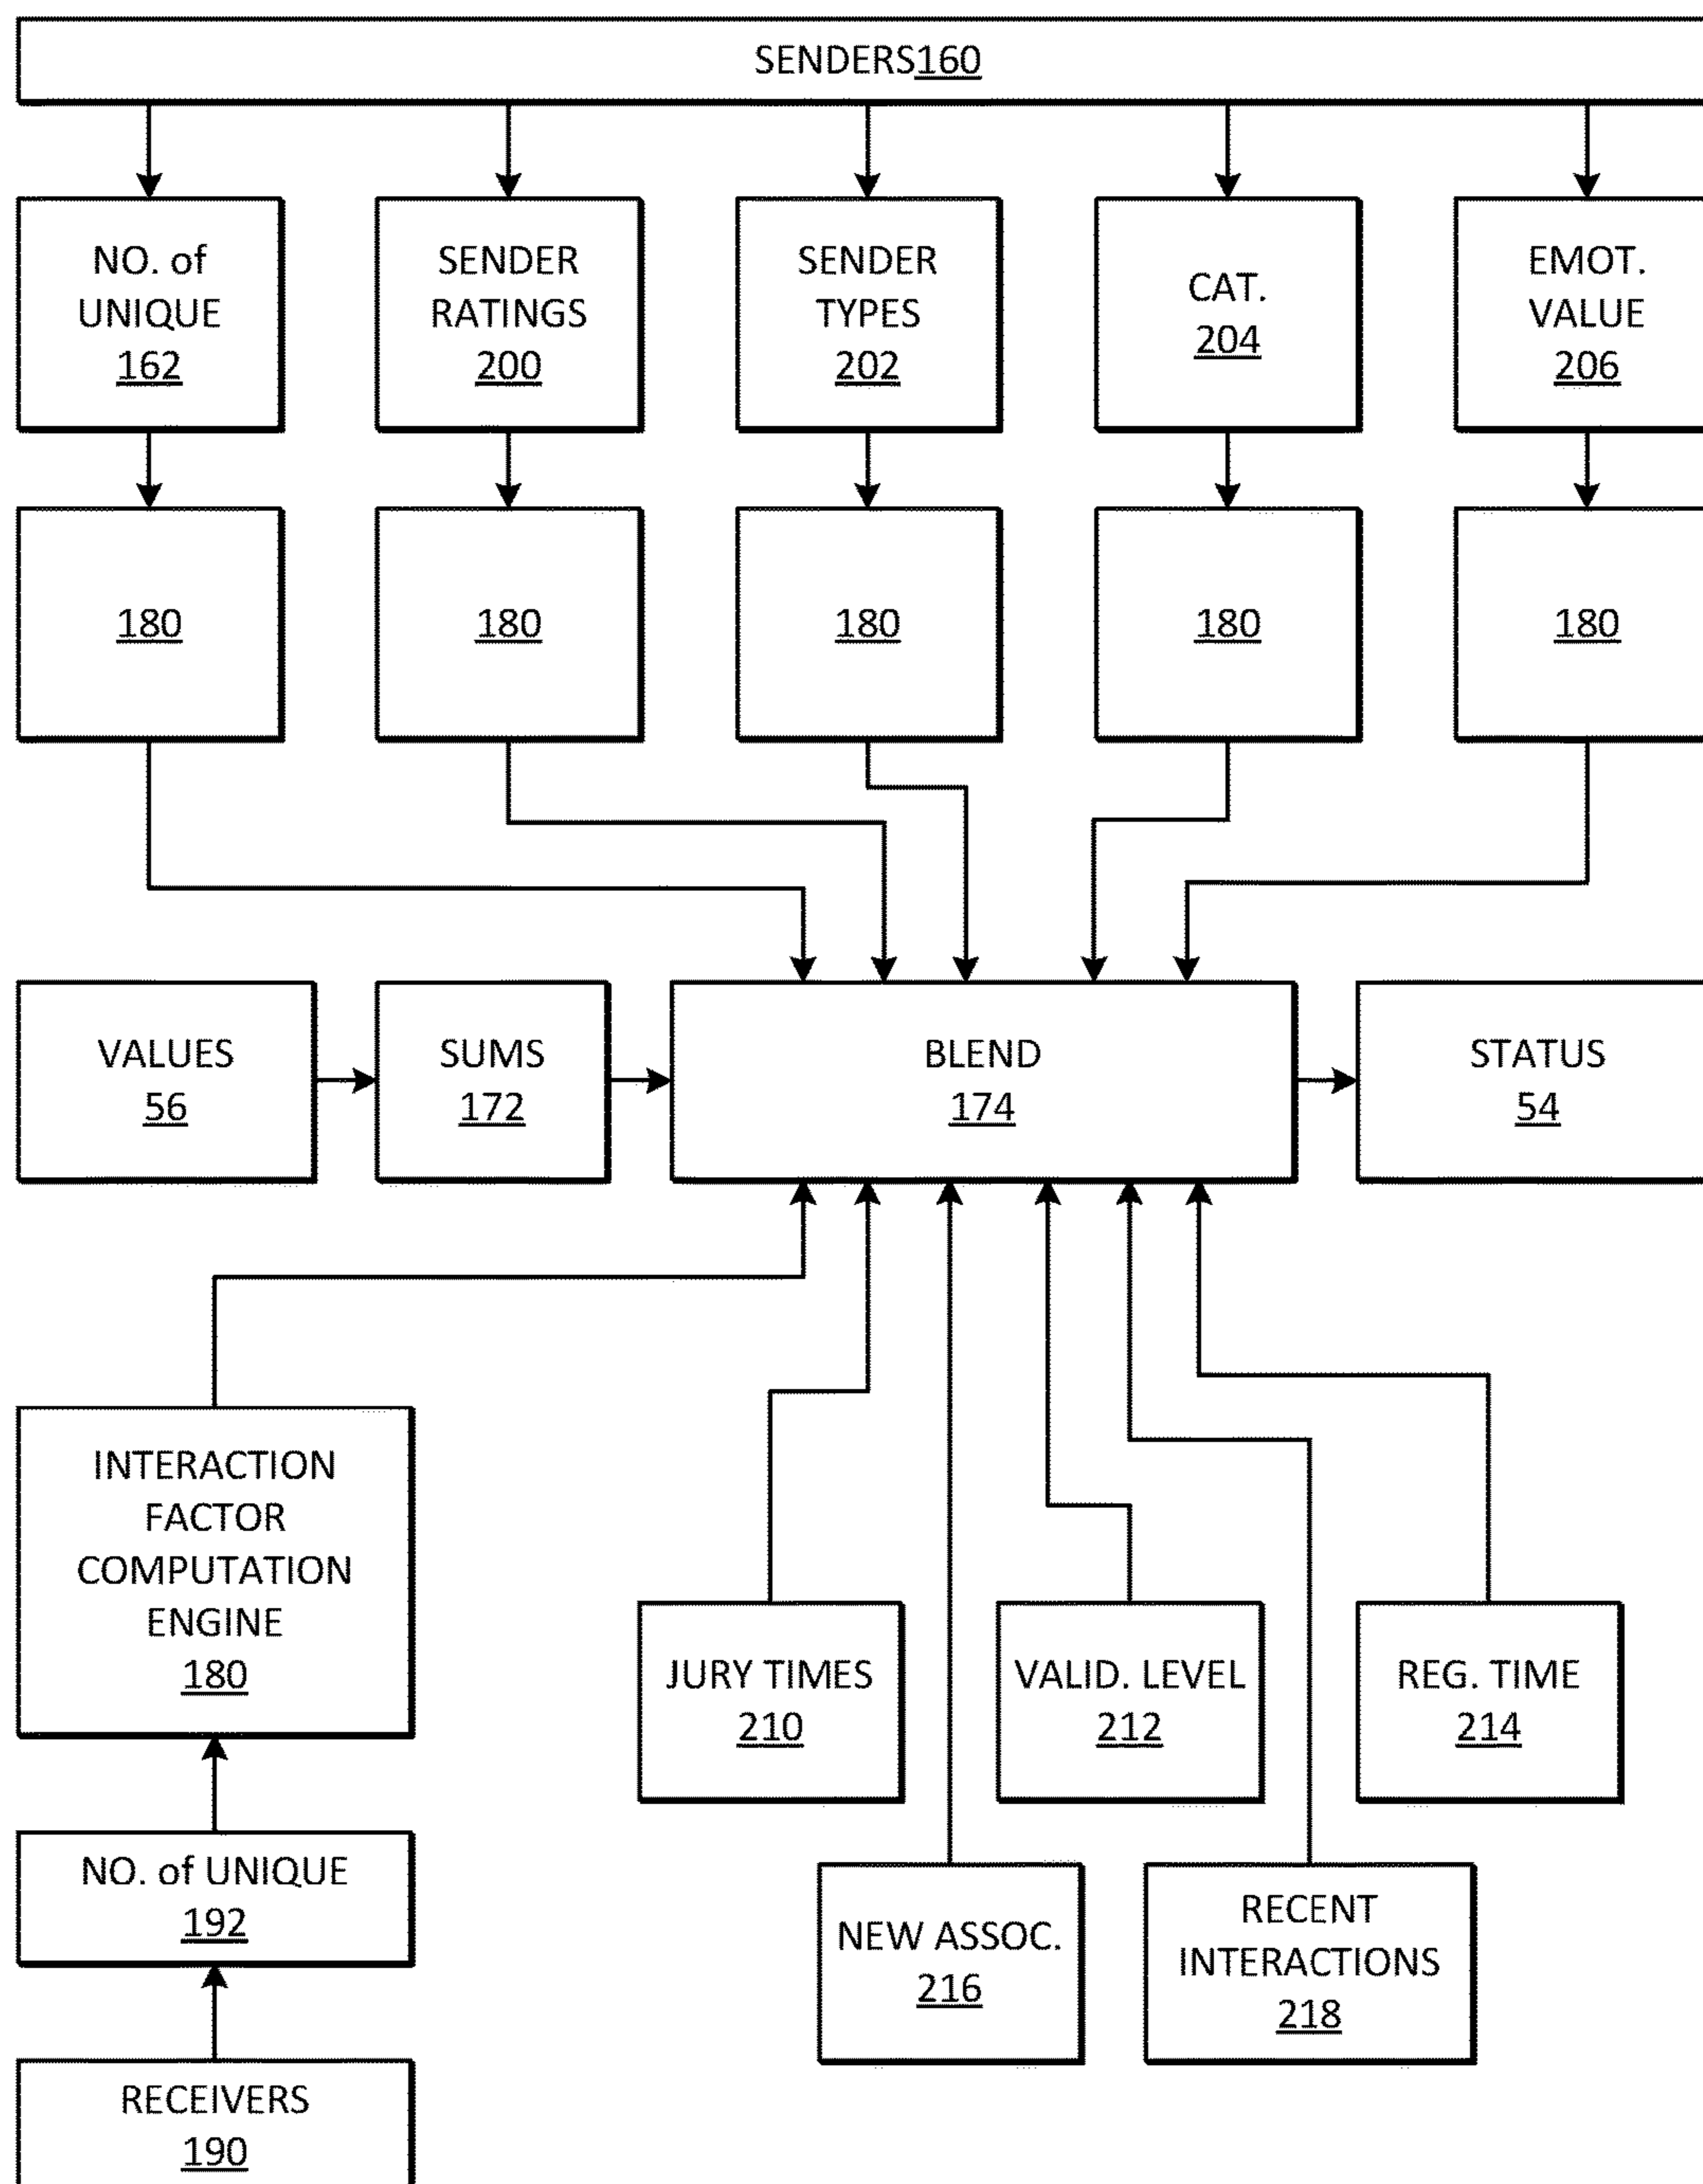 SENDERS160
NO. of
UNIQUE
162
SENDER
RATINGS
200
SENDER
TYPES
202
CAT.
204
EMOT.
VALUE
206
180
180
180
180
180
VALUES
56
SUMS
172
BLEND
174
STATUS
54
INTERACTION
FACTOR
COMPUTATION
ENGINE
180
JURY TIMES
210
VALID. LEVEL
212
REG. TIME
214
NO. of UNIQUE
192
NEW ASSOC.
216
RECENT
INTERACTIONS
218
RECEIVERS
190